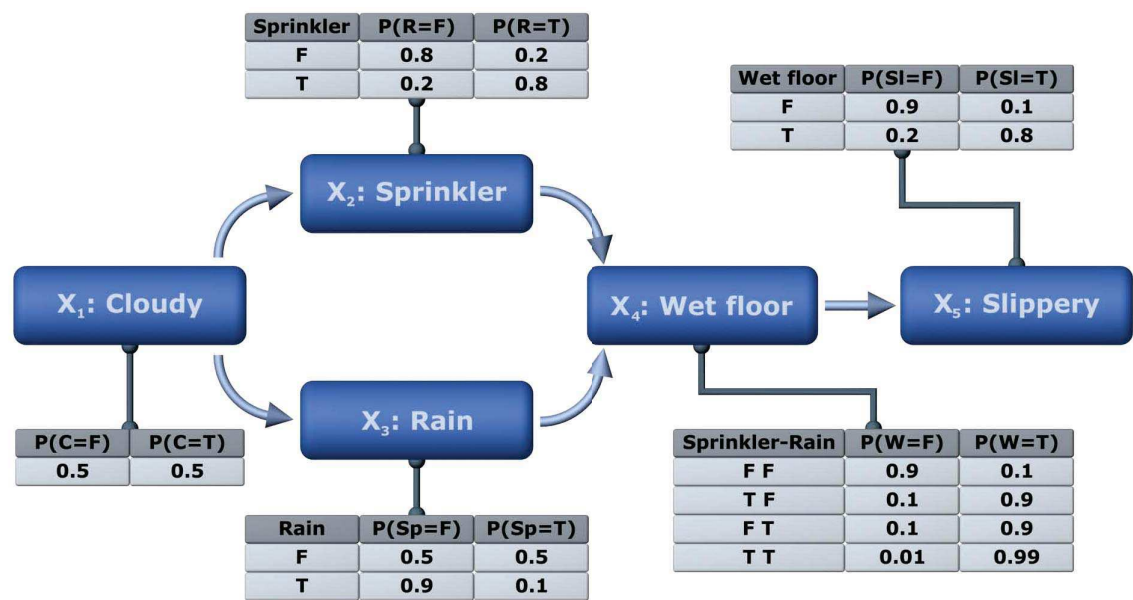 Sprinkler P(R=F) P(R=T)
F 0.8 0.2
T 0.2 0.8
Wet floor P(Sl=F) P(Sl=T)
F 0.9 0.1
T 0.2 0.8
X₂: Sprinkler
X₁: Cloudy
X₄: Wet floor
X₅: Slippery
X₃: Rain
P(C=F) P(C=T)
0.5 0.5
Sprinkler-Rain P(W=F) P(W=T)
F F 0.9 0.1
T F 0.1 0.9
F T 0.1 0.9
T T 0.01 0.99
Rain P(Sp=F) P(Sp=T)
F 0.5 0.5
T 0.9 0.1